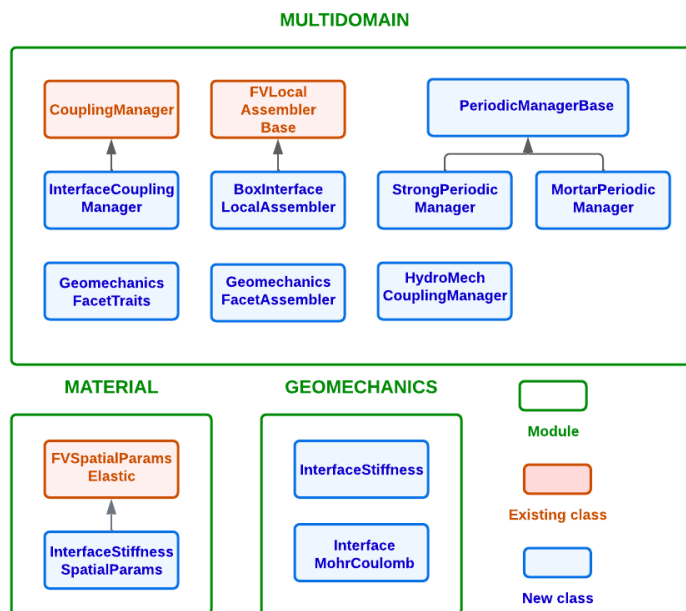 MULTIDOMAIN
CouplingManager
FVLocal
Assembler
Base
PeriodicManagerBase
InterfaceCoupling
Manager
BoxInterface
LocalAssembler
StrongPeriodic
Manager
MortarPeriodic
Manager
Geomechanics
FacetTraits
Geomechanics
FacetAssembler
HydroMech
CouplingManager
MATERIAL
FVSpatialParams
Elastic
InterfaceStiffness
SpatialParams
GEOMECHANICS
InterfaceStiffness
Interface
MohrCoulomb
Module
Existing class
New class